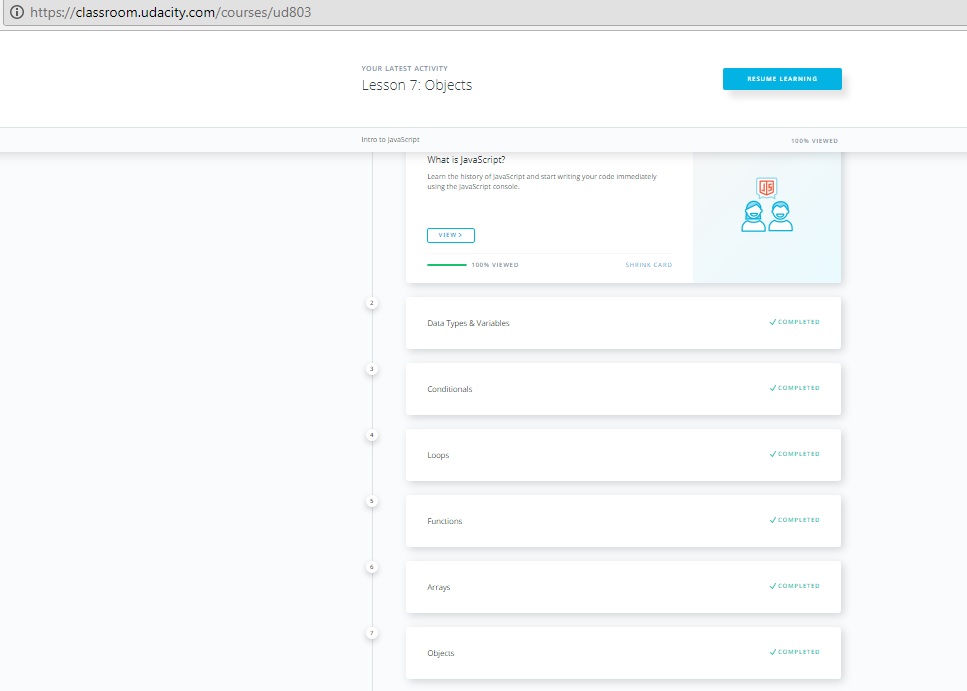 https://classroom.udacity.com/courses/ud803
YOUR LATEST ACTIVITY
Lesson 7: Objects
RESUME LEARNING
Intro to JavaScript
100% VIEWED
What is JavaScript?
Learn the history of JavaScript and start writing your code immediately
using the JavaScript console.
JS
VIEW >
100% VIEWED
SHRINK CARD
2
Data Types & Variables
✓ COMPLETED
3
Conditionals
✓ COMPLETED
4
Loops
✓ COMPLETED
5
Functions
✓ COMPLETED
6
Arrays
✓ COMPLETED
7
Objects
✓ COMPLETED